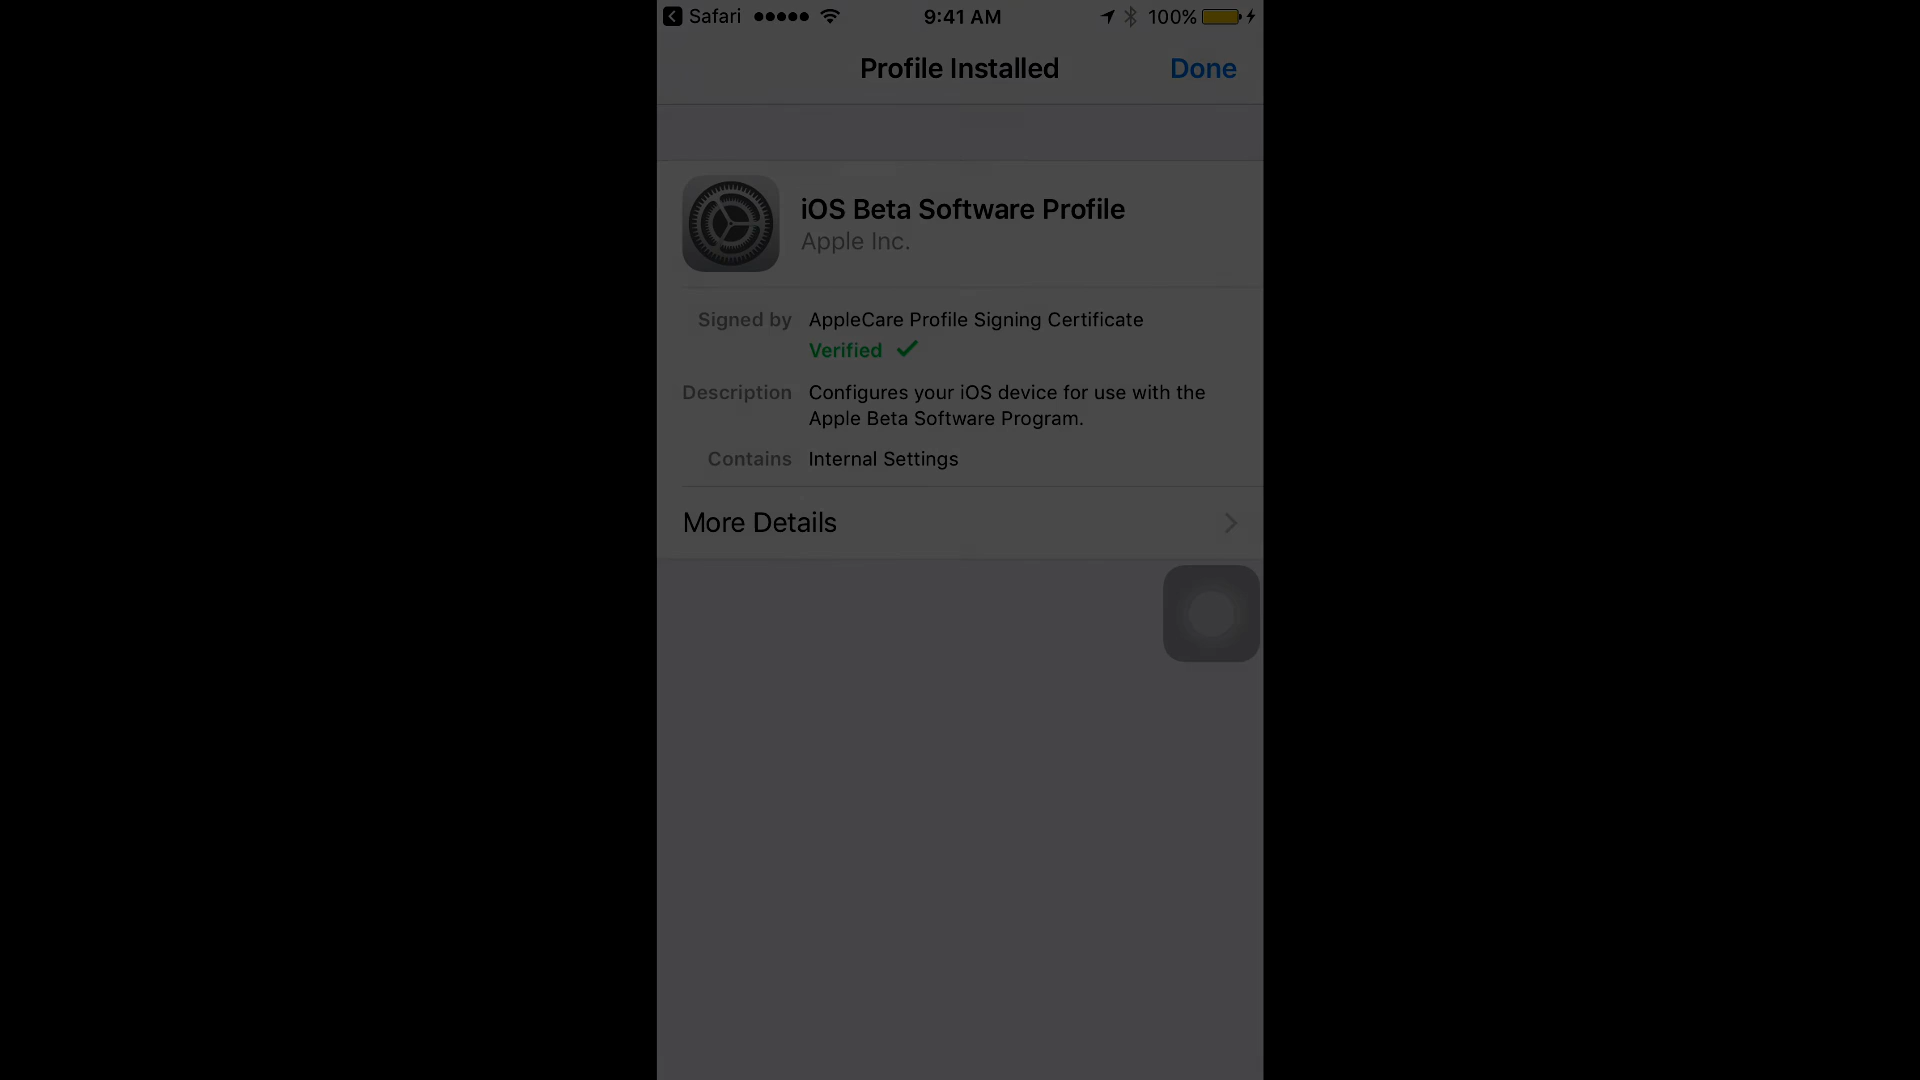 Safari 9:41 AM 100%
Profile Installed Done
iOS Beta Software Profile
Apple Inc.
Signed by AppleCare Profile Signing Certificate
Verified
Description Configures your iOS device for use with the
Apple Beta Software Program.
Contains Internal Settings
More Details